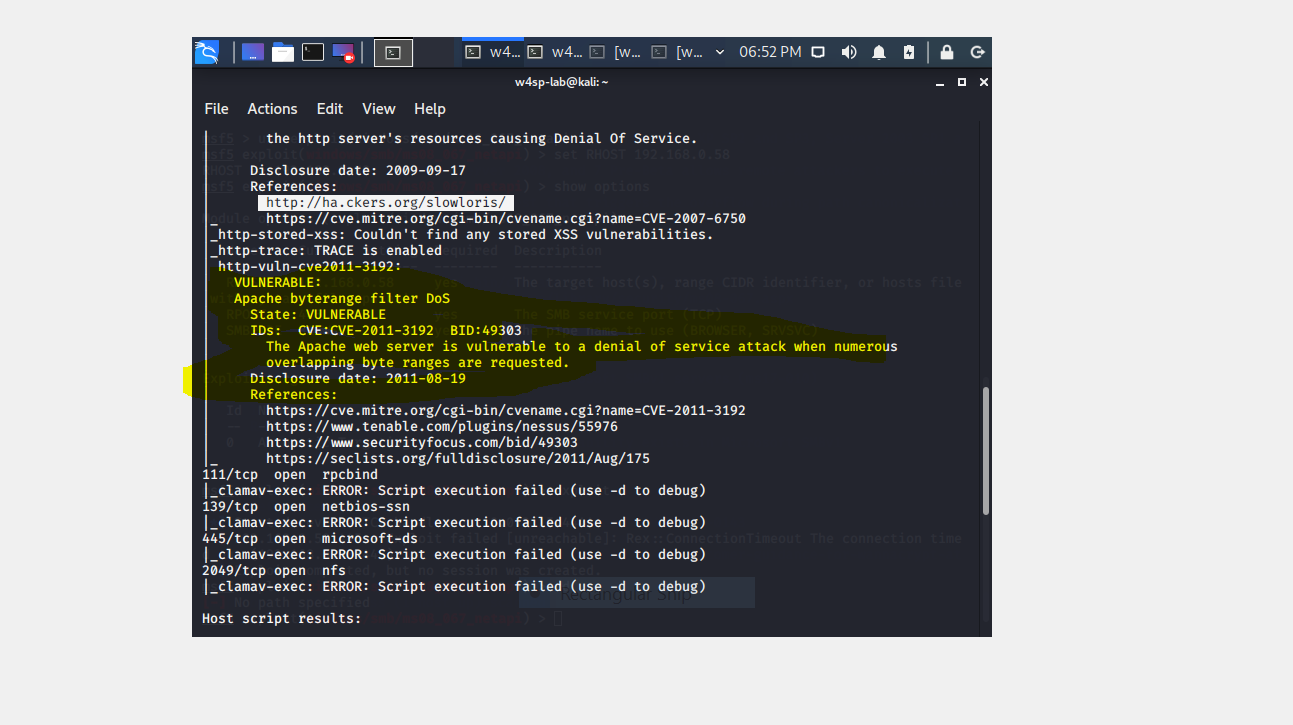 w4... w4... [w... [w... 06:52 PM
w4sp-lab@kali: ~
File Actions Edit View Help
the http server's resources causing Denial Of Service.
Disclosure date: 2009-09-17
References:
http://ha.ckers.org/slowloris/
|_ https://cve.mitre.org/cgi-bin/cvename.cgi?name=CVE-2007-6750
|_http-stored-xss: Couldn't find any stored XSS vulnerabilities.
|_http-trace: TRACE is enabled
| http-vuln-cve2011-3192:
| VULNERABLE:
| Apache byterange filter DoS
| State: VULNERABLE
| IDs: CVE:CVE-2011-3192 BID:49303
| The Apache web server is vulnerable to a denial of service attack when numerous
| overlapping byte ranges are requested.
| Disclosure date: 2011-08-19
| References:
| https://cve.mitre.org/cgi-bin/cvename.cgi?name=CVE-2011-3192
| https://www.tenable.com/plugins/nessus/55976
| https://www.securityfocus.com/bid/49303
|_ https://seclists.org/fulldisclosure/2011/Aug/175
111/tcp open rpcbind
|_clamav-exec: ERROR: Script execution failed (use -d to debug)
139/tcp open netbios-ssn
|_clamav-exec: ERROR: Script execution failed (use -d to debug)
445/tcp open microsoft-ds
|_clamav-exec: ERROR: Script execution failed (use -d to debug)
2049/tcp open nfs
|_clamav-exec: ERROR: Script execution failed (use -d to debug)
Host script results: